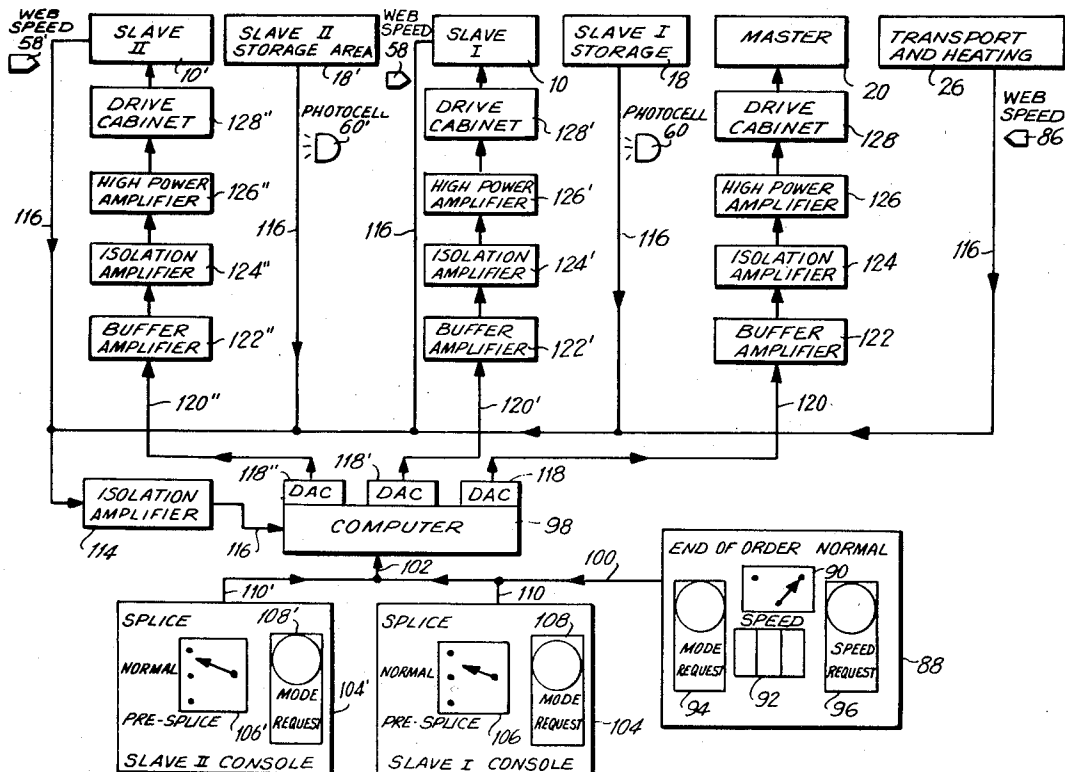 WEB
SPEED
58'
SLAVE
II
10'
SLAVE II
STORAGE AREA
18'
WEB
SPEED
58
SLAVE
I
10
SLAVE I
STORAGE
18
MASTER
20
TRANSPORT
AND HEATING
26
WEB
SPEED
86
DRIVE
CABINET
128"
PHOTOCELL
60'
DRIVE
CABINET
128'
PHOTOCELL
60
DRIVE
CABINET
128
HIGH POWER
AMPLIFIER
126"
HIGH POWER
AMPLIFIER
126'
HIGH POWER
AMPLIFIER
126
116
116
116
116
116
ISOLATION
AMPLIFIER
124"
ISOLATION
AMPLIFIER
124'
ISOLATION
AMPLIFIER
124
BUFFER
AMPLIFIER
122"
BUFFER
AMPLIFIER
122'
BUFFER
AMPLIFIER
122
120"
120'
120
118"
118'
118
DAC
DAC
DAC
ISOLATION
AMPLIFIER
114
116
COMPUTER
98
102
100
END OF ORDER NORMAL
90
SPEED
MODE
REQUEST
94
92
SPEED
REQUEST
96
88
110'
SPLICE
108'
NORMAL
MODE
REQUEST
PRE-SPLICE
106'
104'
SLAVE II CONSOLE
110
SPLICE
108
NORMAL
MODE
REQUEST
PRE-SPLICE
106
104
SLAVE I CONSOLE